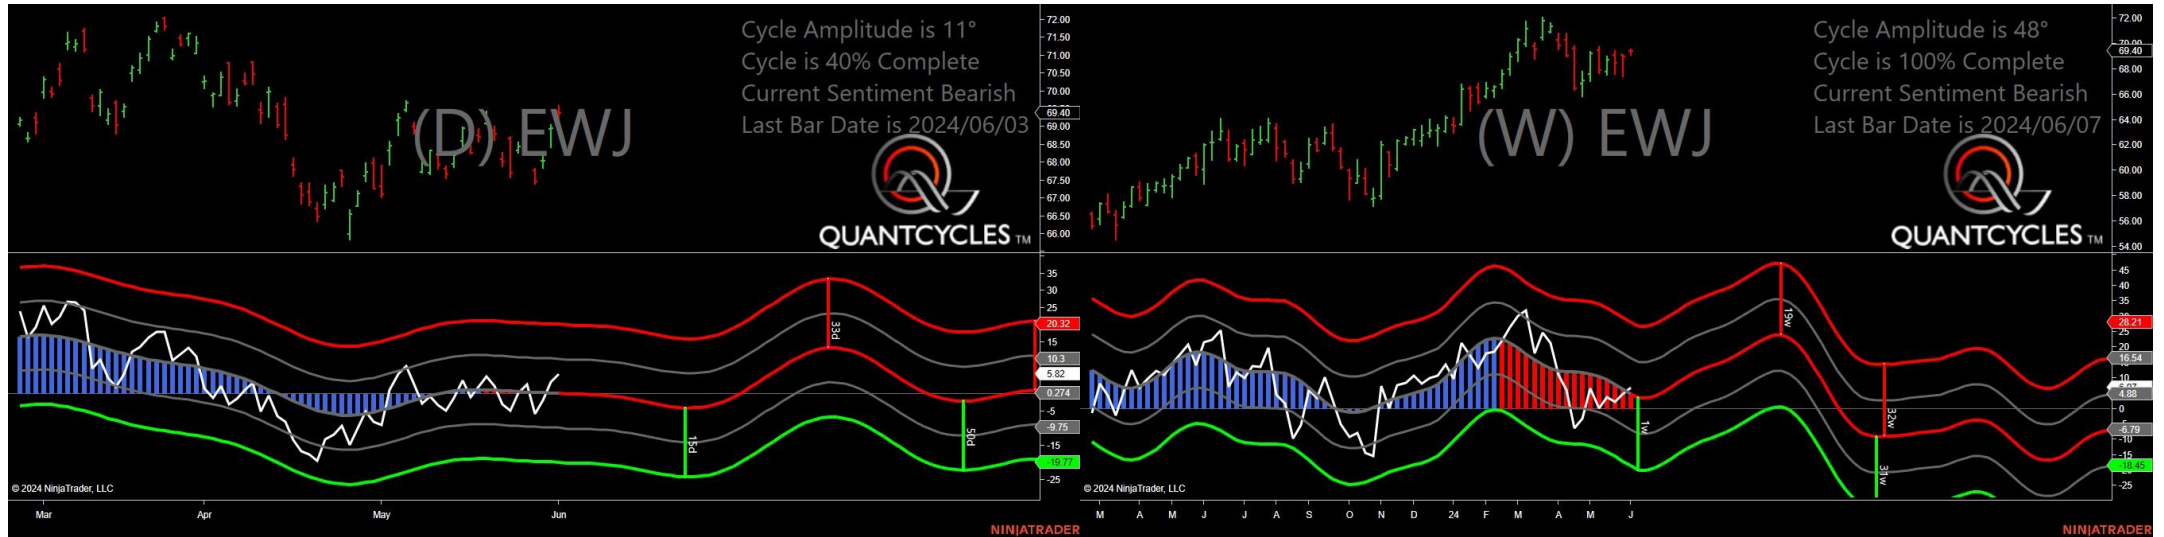 Cycle Amplitude is 11°
Cycle is 40% Complete
Current Sentiment Bearish
Last Bar Date is 2024/06/03
(D) EWJ
QUANTCYCLES TM
72.00
71.50
71.00
70.50
70.00
69.40
69.00
68.50
68.00
67.50
67.00
66.50
66.00
35
30
25
20.32
15
10.3
5.82
0.274
-5
-9.75
-15
-19.77
-25
15d
33d
50d
© 2024 NinjaTrader, LLC
Mar Apr May Jun
NINJATRADER
Cycle Amplitude is 48°
Cycle is 100% Complete
Current Sentiment Bearish
Last Bar Date is 2024/06/07
(W) EWJ
QUANTCYCLES TM
72.00
70.00
69.40
68.00
66.00
64.00
62.00
60.00
58.00
56.00
54.00
45
40
35
28.21
25
20
16.54
10
4.88
0
-6.79
-10
-15
-18.45
-25
1w
19w
32w
31w
© 2024 NinjaTrader, LLC
M A M J J A S O N D 24 F M A M J
NINJATRADER